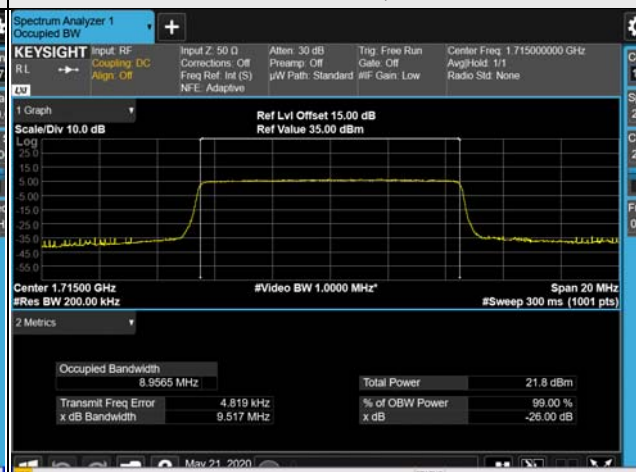 Spectrum Analyzer 1
Occupied BW
+
KEYSIGHT Input: RF Input Z: 50 Ω Atten: 30 dB Trig: Free Run Center Freq: 1.715000000 GHz
RL Coupling: DC Corrections: Off Preamp: Off Gate: Off Avg|Hold: 1/1
Align: Off Freq Ref: Int (S) µW Path: Standard #IF Gain: Low Radio Std: None
LXI NFE: Adaptive
1 Graph
Ref Lvl Offset 15.00 dB
Scale/Div 10.0 dB Ref Value 35.00 dBm
Log
25.0
15.0
5.00
-5.00
-15.0
-25.0
-35.0
-45.0
-55.0
Center 1.71500 GHz #Video BW 1.0000 MHz* Span 20 MHz
#Res BW 200.00 kHz #Sweep 300 ms (1001 pts)
2 Metrics
Occupied Bandwidth
8.9565 MHz Total Power 21.8 dBm
Transmit Freq Error 4.819 kHz % of OBW Power 99.00 %
x dB Bandwidth 9.517 MHz x dB -26.00 dB
May 21, 2020